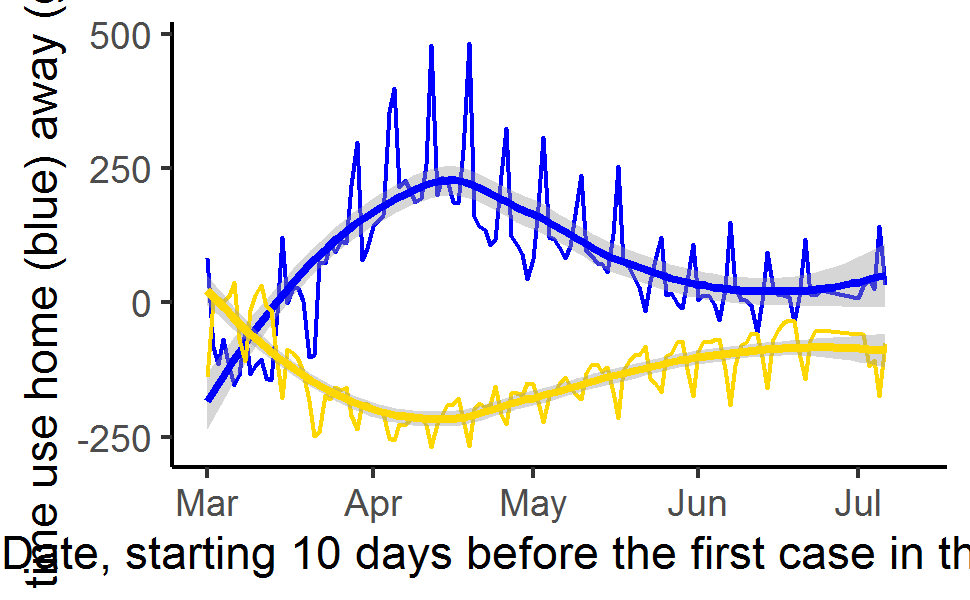 time use home (blue) away (
500
250
0
-250
Mar Apr May Jun Jul
Date, starting 10 days before the first case in th